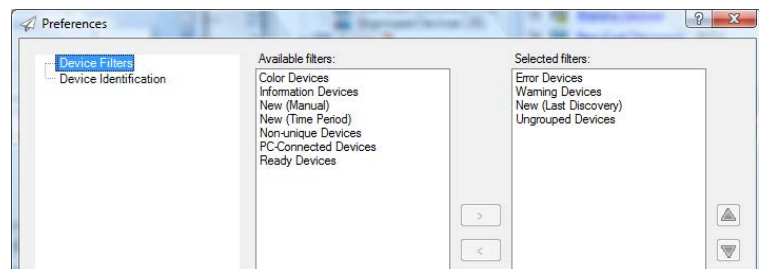 Preferences
Device Filters
Device Identification
Available filters:
Color Devices
Information Devices
New (Manual)
New (Time Period)
Non-unique Devices
PC-Connected Devices
Ready Devices
>
<
Selected filters:
Error Devices
Warning Devices
New (Last Discovery)
Ungrouped Devices